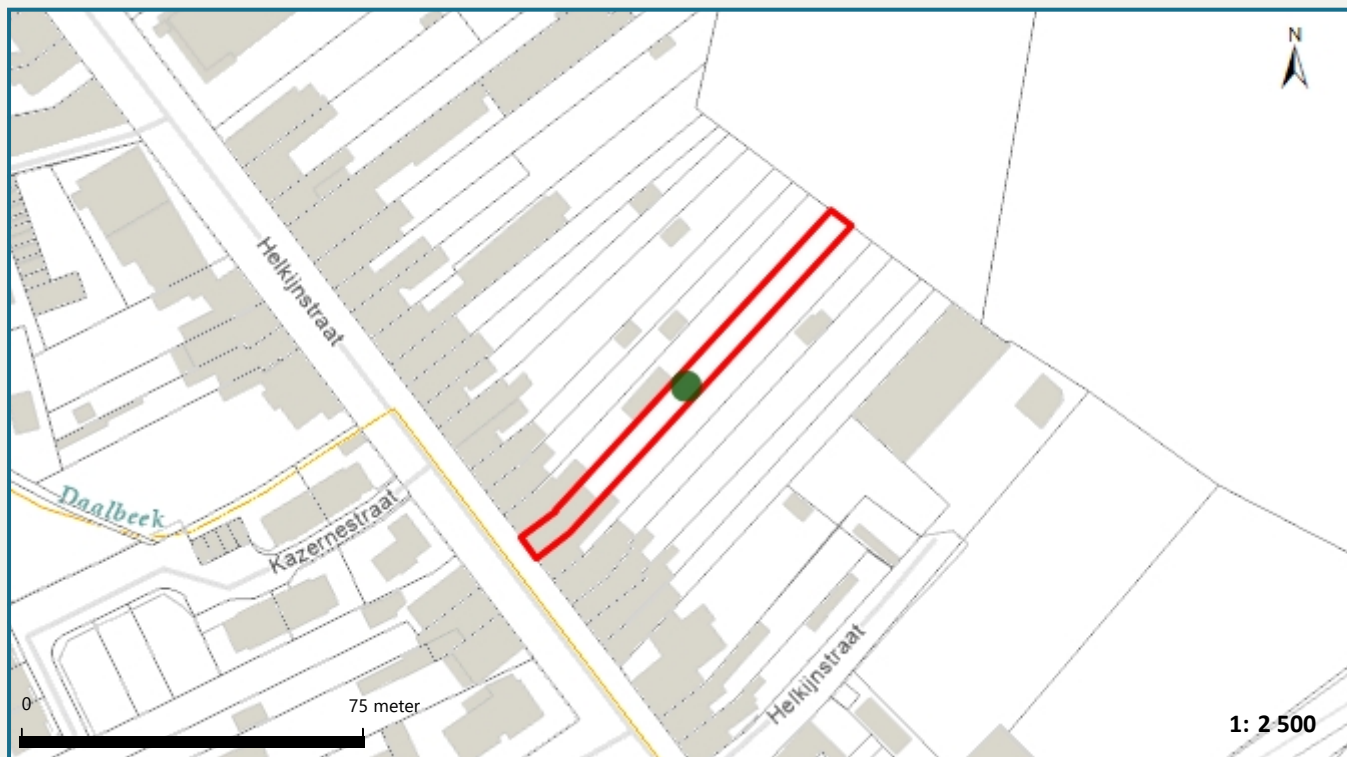 N
Helkijnstraat
Daalbeek
Kazernestraat
Helkijnstraat
0
75 meter
1: 2 500